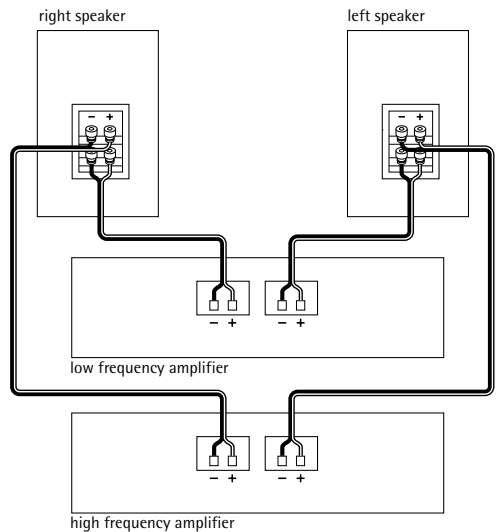 right speaker
left speaker
– +
– +
– +
– +
low frequency amplifier
– +
– +
high frequency amplifier